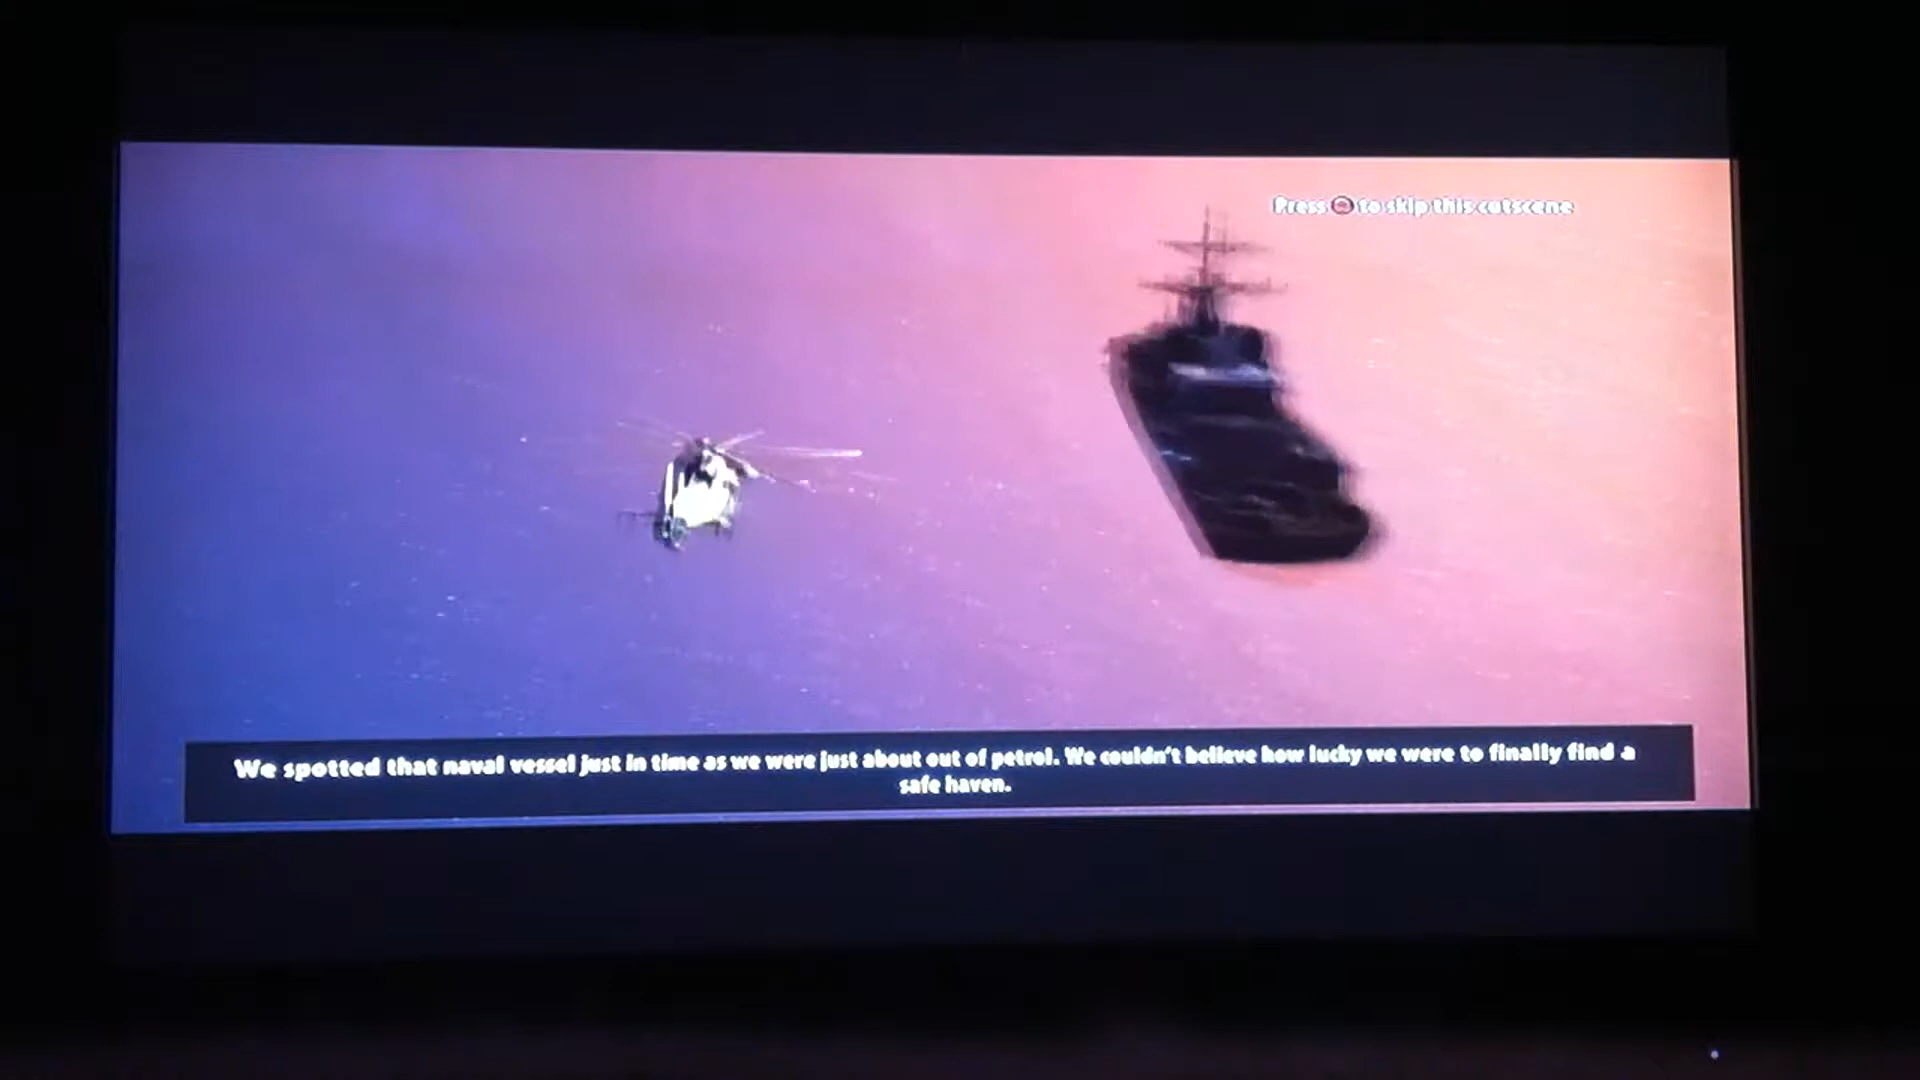 Press to skip this cutscene
We spotted that naval vessel just in time as we were just about out of petrol. We couldn't believe how lucky we were to finally find a
safe haven.